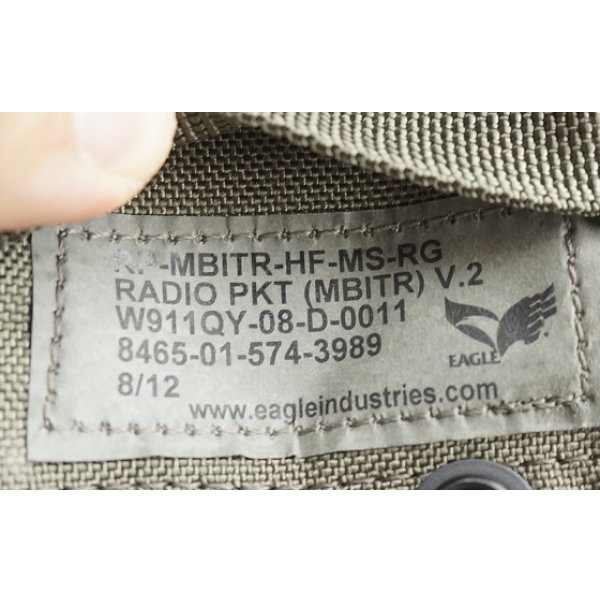 RP-MBITR-HF-MS-RG
RADIO PKT (MBITR) V.2
W911QY-08-D-0011
8465-01-574-3989
8/12
EAGLE
www.eagleindustries.com